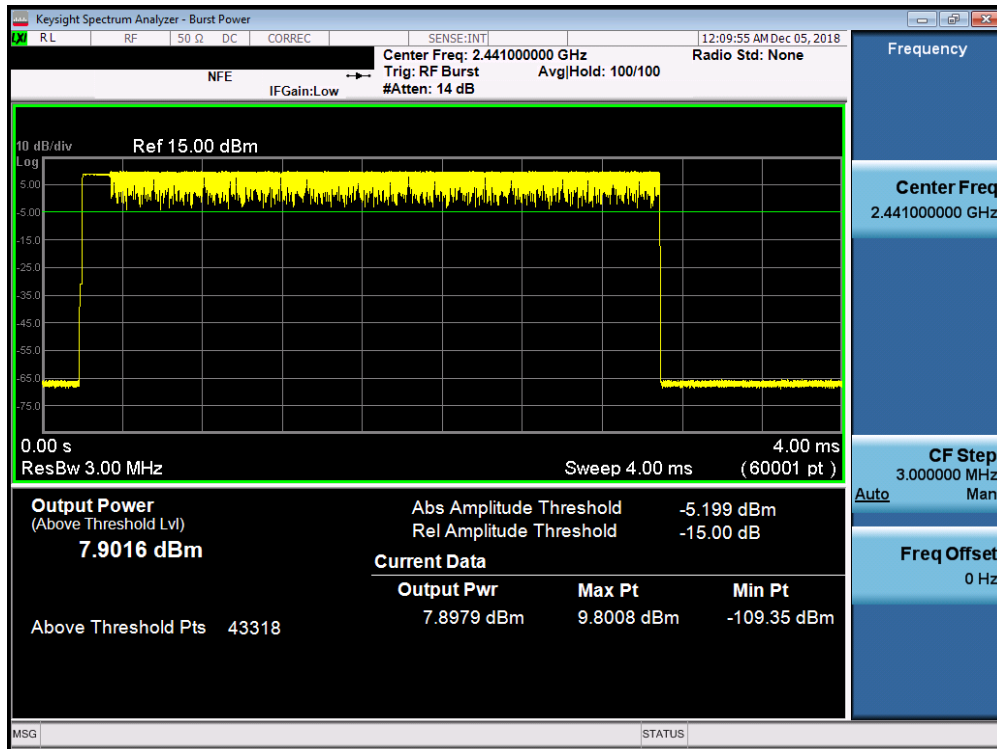 Keysight Spectrum Analyzer - Burst Power
LXI RL RF 50 Ω DC CORREC SENSE:INT 12:09:55 AM Dec 05, 2018
Center Freq: 2.441000000 GHz Radio Std: None
NFE Trig: RF Burst Avg|Hold: 100/100
IFGain:Low #Atten: 14 dB
10 dB/div Ref 15.00 dBm
Log
5.00
-5.00
-15.0
-25.0
-35.0
-45.0
-55.0
-65.0
-75.0
0.00 s 4.00 ms
ResBw 3.00 MHz Sweep 4.00 ms (60001 pt)
Output Power
(Above Threshold Lvl)
7.9016 dBm
Above Threshold Pts 43318
Abs Amplitude Threshold -5.199 dBm
Rel Amplitude Threshold -15.00 dB
Current Data
Output Pwr Max Pt Min Pt
7.8979 dBm 9.8008 dBm -109.35 dBm
Frequency
Center Freq
2.441000000 GHz
CF Step
3.000000 MHz
Auto Man
Freq Offset
0 Hz
MSG STATUS